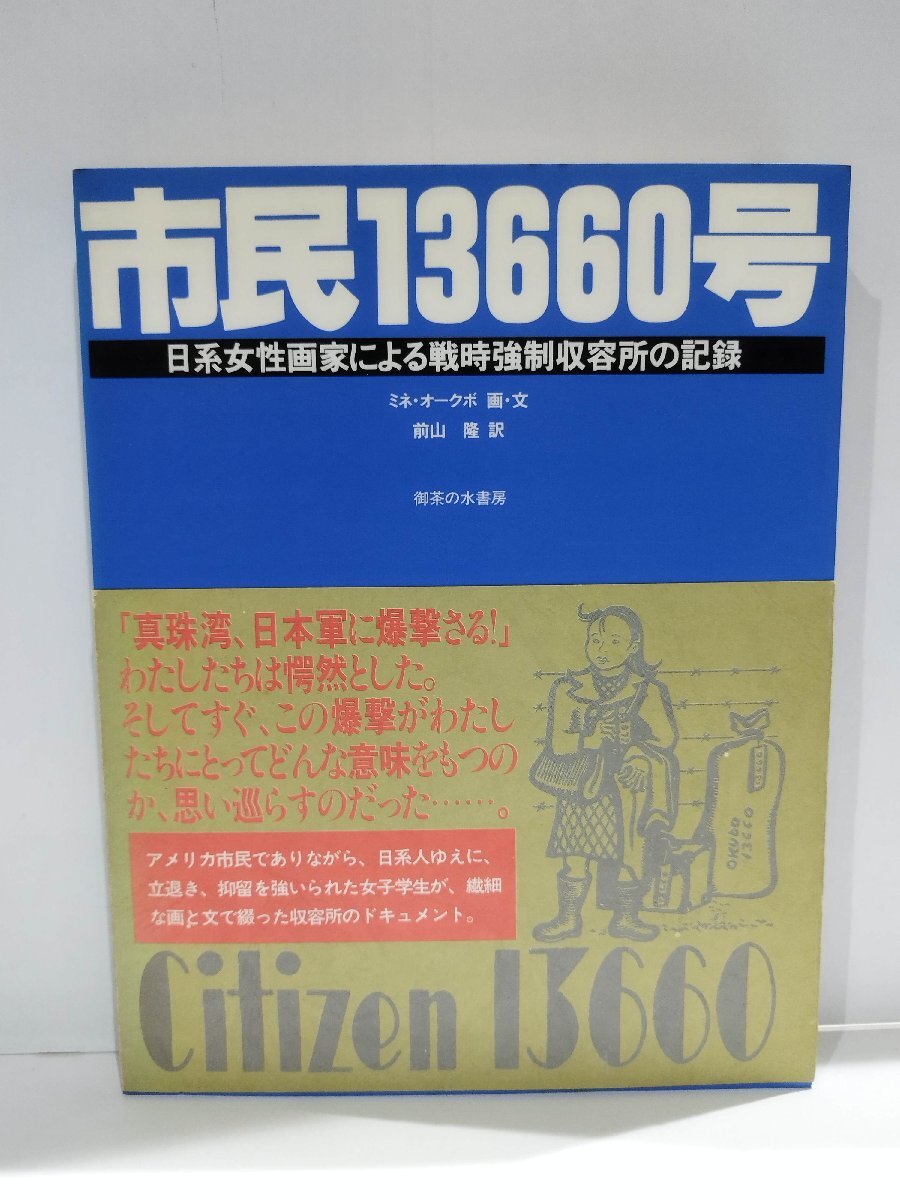 市民13660号
日系女性画家による戦時強制収容所の記録
ミネ・オークボ 画・文
前山 隆 訳
御茶の水書房
「真珠湾、日本軍に爆撃さる!」
わたしたちは愕然とした。
そしてすぐ、この爆撃がわたし
たちにとってどんな意味をもつの
か、思い巡らすのだった……。
アメリカ市民でありながら、日系人ゆえに、
立退き、抑留を強いられた女子学生が、繊細
な画と文で綴った収容所のドキュメント。
Citizen 13660